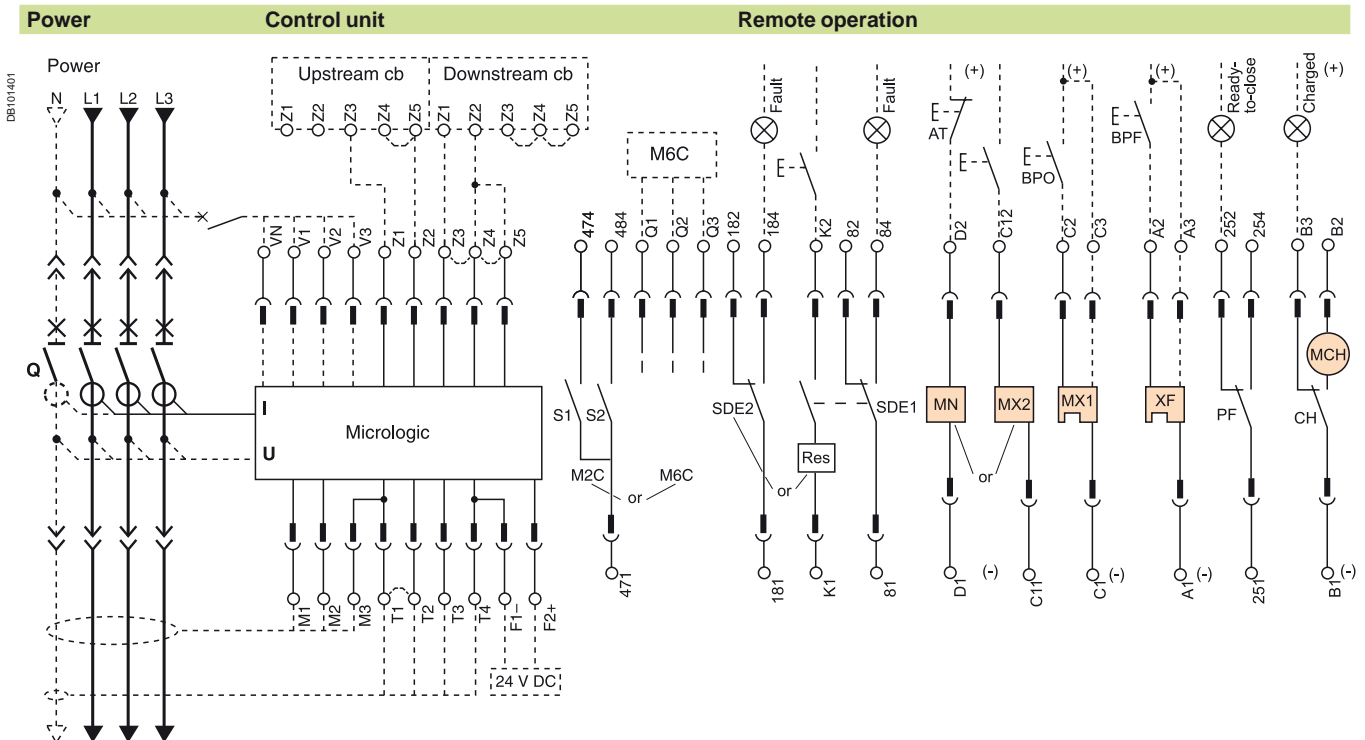 Power Control unit Remote operation
DB101401
Power
N L1 L2 L3
Upstream cb Downstream cb
Z1 Z2 Z3 Z4 Z5 Z1 Z2 Z3 Z4 Z5
M6C
Fault
Fault
AT
(+)
BPO
(+)
BPF
(+)
Ready-
to-close
Charged
(+)
VN V1 V2 V3 Z1 Z2 Z3 Z4 Z5
474 484 Q1 Q2 Q3 182 184 K2 82 84 D2 C12 C2 C3 A2 A3 252 254 B3 B2
Q
I
U
Micrologic
S1 S2
M2C or M6C
SDE2
or
Res
SDE1
MN
or
MX2
MX1
XF
PF
CH
MCH
M1 M2 M3 T1 T2 T3 T4 F1– F2+
24 V DC
471 181 K1 81 D1 (-) C11 C1 (-) A1 (-) 251 B1 (-)